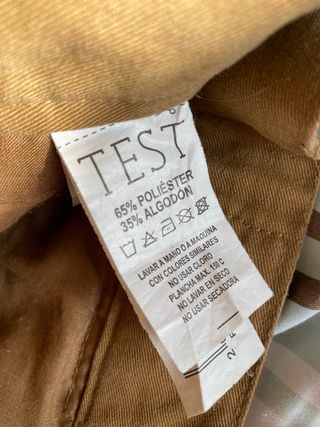 TEST
65% POLIÉSTER
35% ALGODÓN
LAVAR A MANO O A MAQUINA
CON COLORES SIMILARES
NO USAR CLORO
PLANCHA MAX. 150°C
NO LAVAR EN SECO
NO USAR SECADORA